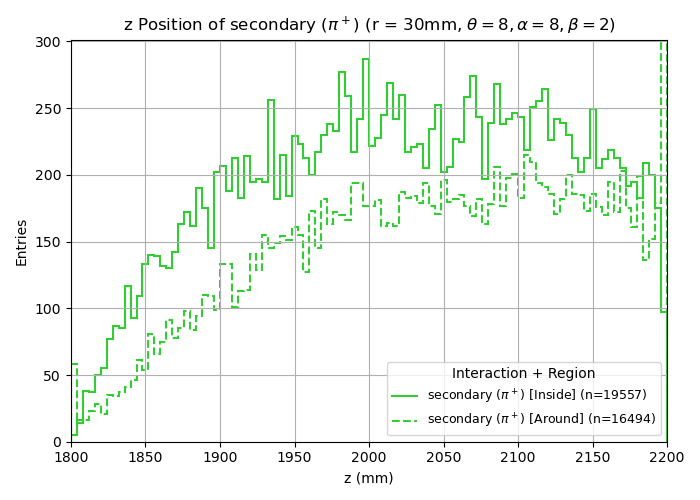 z Position of secondary (π⁺) (r = 30mm, θ = 8, α = 8, β = 2)
300
250
200
150
100
50
0
Entries
1800 1850 1900 1950 2000 2050 2100 2150 2200
z (mm)
Interaction + Region
secondary (π⁺) [Inside] (n=19557)
secondary (π⁺) [Around] (n=16494)